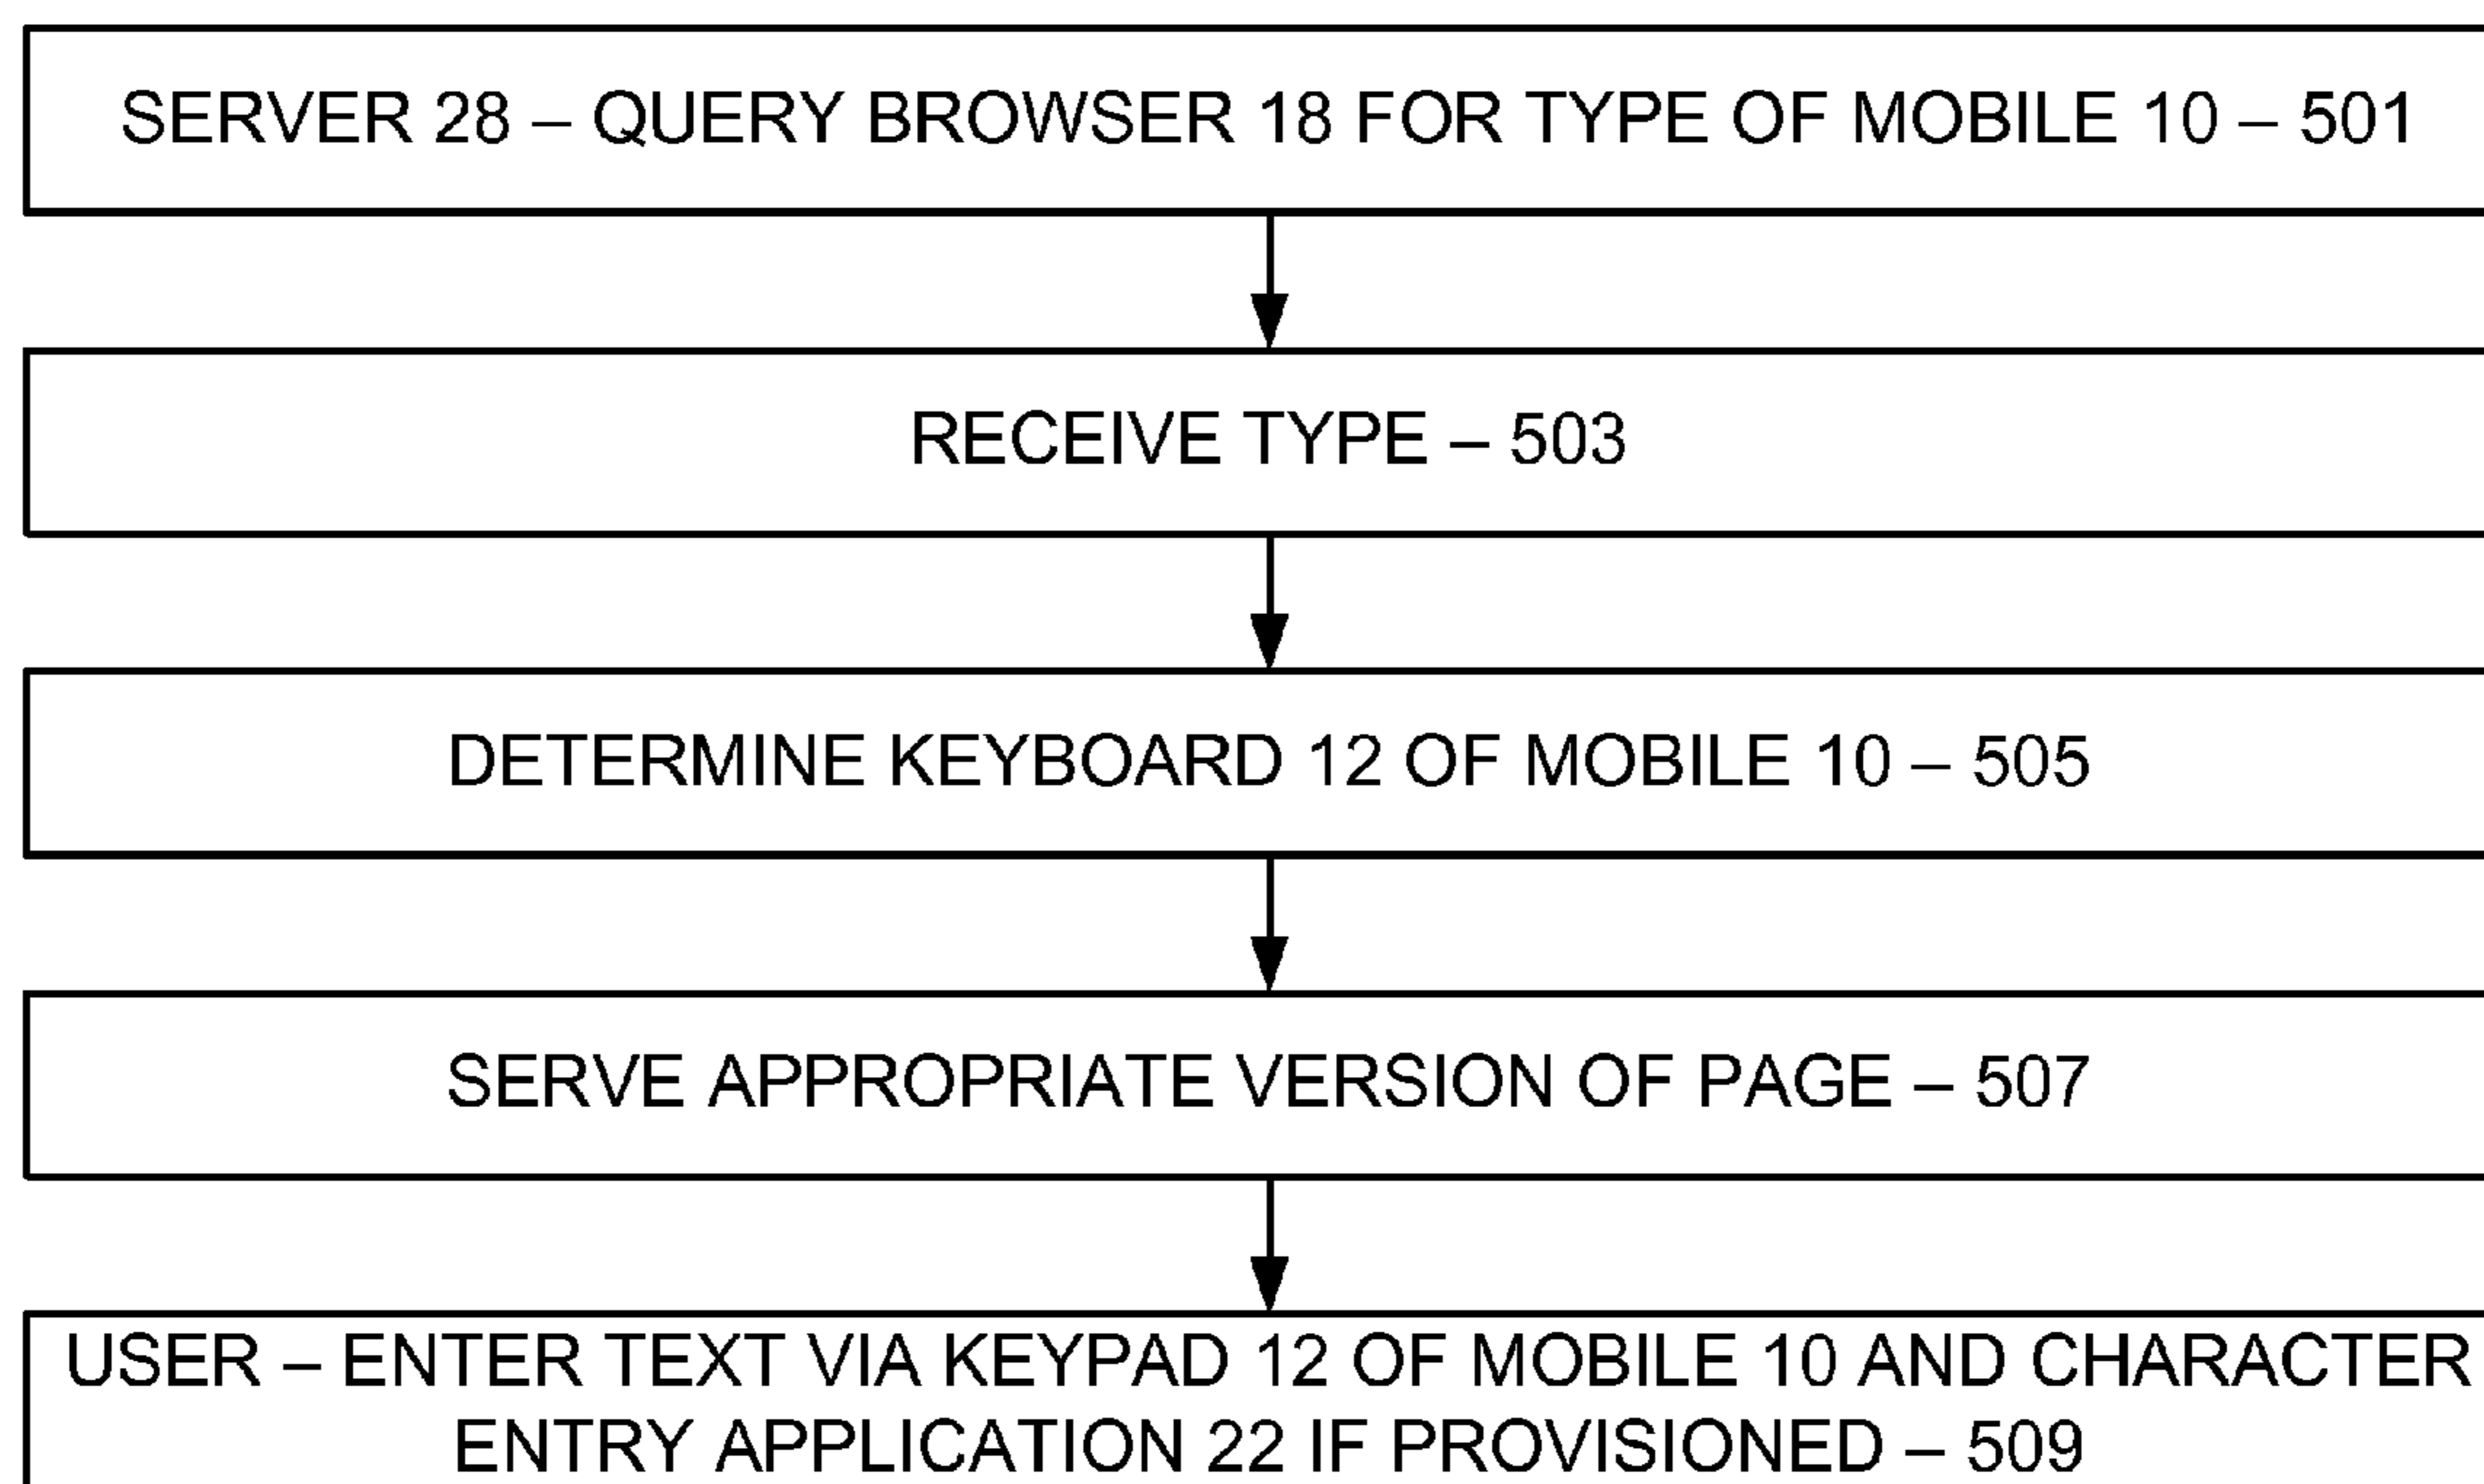 SERVER 28 – QUERY BROWSER 18 FOR TYPE OF MOBILE 10 – 501
RECEIVE TYPE – 503
DETERMINE KEYBOARD 12 OF MOBILE 10 – 505
SERVE APPROPRIATE VERSION OF PAGE – 507
USER – ENTER TEXT VIA KEYPAD 12 OF MOBILE 10 AND CHARACTER
ENTRY APPLICATION 22 IF PROVISIONED – 509